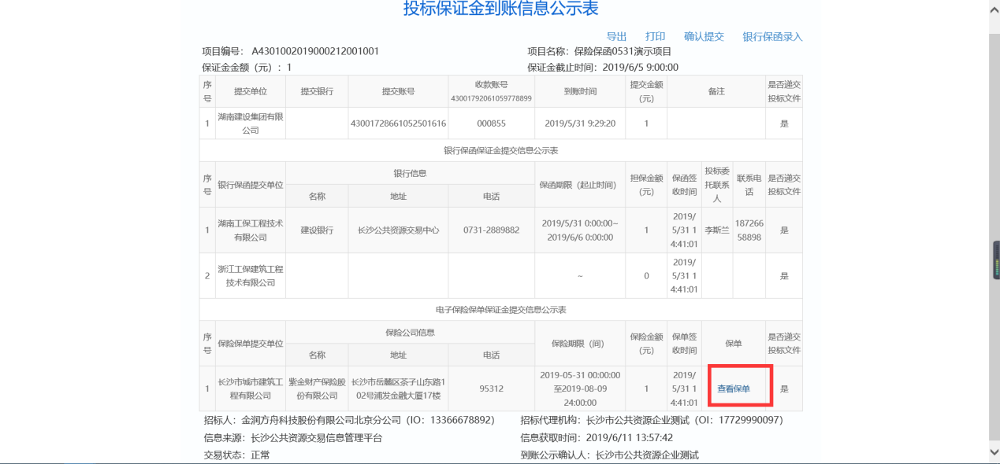 投标保证金到账信息公示表
导出 打印 确认提交 银行保函录入
项目编号： A4301002019000212001001 项目名称：保险保函0531演示项目
保证金金额（元）：1 保证金截止时间：2019/6/5 9:00:00
序号 提交单位 提交银行 提交账号 收款账号 43001792061059778899 到账时间 提交金额(元) 备注 是否递交投标文件
1 湖南建设集团有限公司 43001728661052501616 000855 2019/5/31 9:29:20 1 是
银行保函保证金提交信息公示表
序号 银行保函提交单位 银行信息 保函期限（起止时间） 担保金额(元) 保函签收时间 投标委托联系人 联系电话 是否递交投标文件
名称 地址 电话
1 湖南工保工程技术有限公司 建设银行 长沙公共资源交易中心 0731-2889882 2019/5/31 0:00:00~2019/6/6 0:00:00 1 2019/5/31 14:41:01 李斯兰 18726658898 是
2 浙江工保建筑工程技术有限公司 ~ 0 2019/5/31 14:41:01 是
电子保险保单保证金提交信息公示表
序号 保险保单提交单位 保险公司信息 保险期限（间） 保险金额(元) 保单签收时间 保单 是否递交投标文件
名称 地址 电话
1 长沙市城市建筑工程有限公司 紫金财产保险股份有限公司 长沙市岳麓区茶子山东路102号浦发金融大厦17楼 95312 2019-05-31 00:00:00至2019-08-09 24:00:00 1 2019/5/31 14:41:01 查看保单 是
招标人：金润方舟科技股份有限公司北京分公司（IO：13366678892） 招标代理机构：长沙市公共资源企业测试（OI：17729990097）
信息来源：长沙公共资源交易信息管理平台 信息获取时间：2019/6/11 13:57:42
交易状态：正常 到账公示确认人：长沙市公共资源企业测试